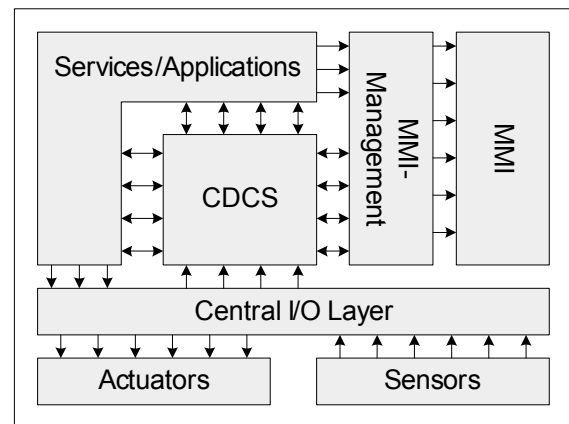 Services/Applications
MMI-
Management
MMI
CDCS
Central I/O Layer
Actuators
Sensors